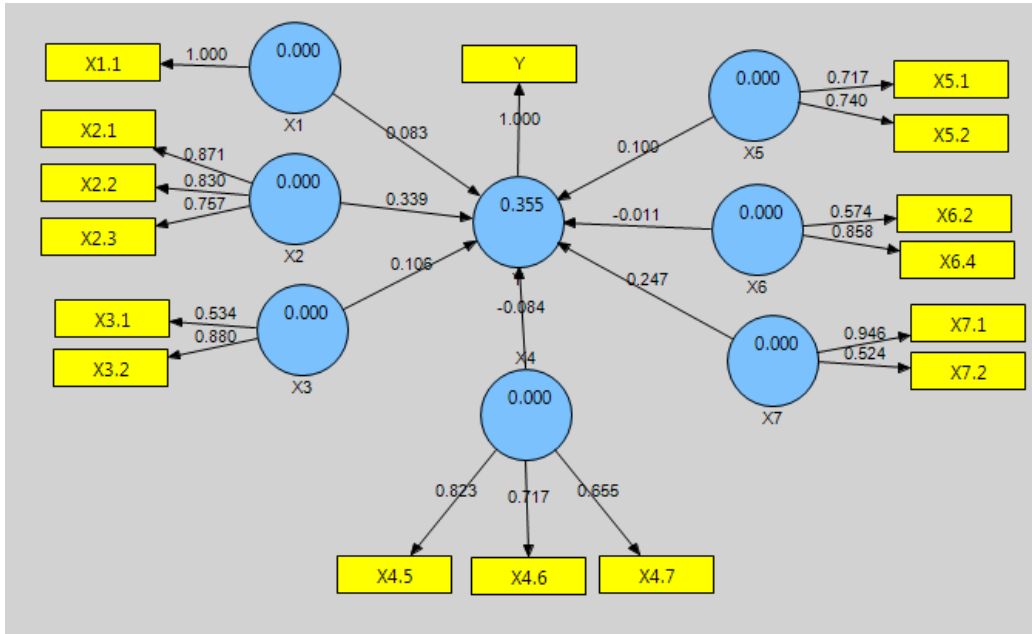 X1.1
1.000
0.000
X1
0.083
Y
1.000
0.355
Y
X2.1
X2.2
X2.3
0.871
0.830
0.757
0.000
X2
0.339
X3.1
X3.2
0.534
0.880
0.000
X3
0.106
X4
-0.084
0.000
0.823
0.717
0.655
X4.5
X4.6
X4.7
0.000
X5
0.100
0.717
0.740
X5.1
X5.2
0.000
X6
-0.011
0.574
0.858
X6.2
X6.4
0.000
X7
0.247
0.946
0.524
X7.1
X7.2